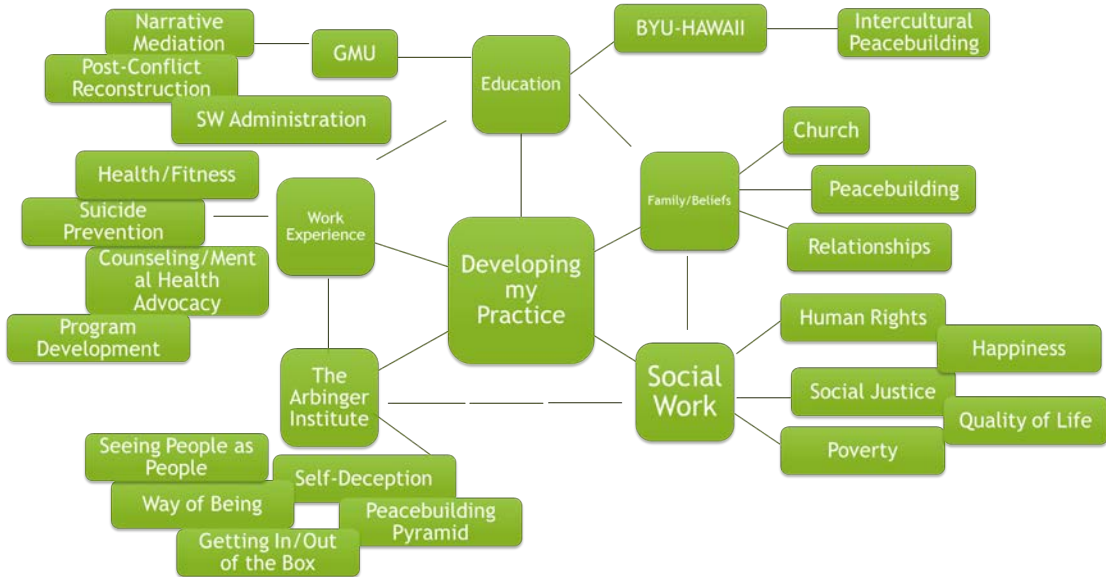 Narrative
Mediation
Post-Conflict
Reconstruction
SW Administration
GMU
Education
BYU-HAWAII
Intercultural
Peacebuilding
Church
Peacebuilding
Relationships
Family/Beliefs
Health/Fitness
Suicide
Prevention
Counseling/Ment
al Health
Advocacy
Program
Development
Work
Experience
Developing
my
Practice
Human Rights
Happiness
Social Justice
Quality of Life
Poverty
Social
Work
The
Arbinger
Institute
Seeing People as
People
Self-Deception
Way of Being
Peacebuilding
Pyramid
Getting In/Out
of the Box